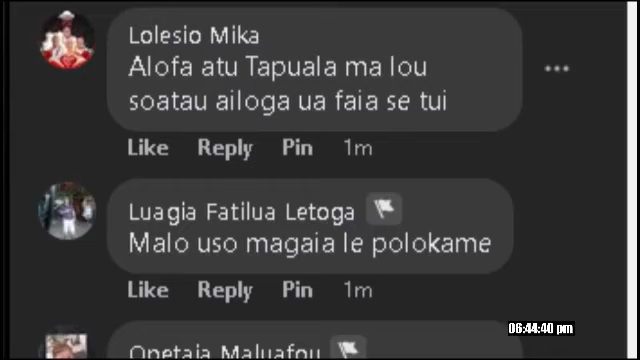 Lolesio Mika
Alofa atu Tapuala ma lou
soatau ailoga ua faia se tui
Like Reply Pin 1m
Luagia Fatilua Letoga
Malo uso magaia le polokame
Like Reply Pin 1m
Opetaia Maluafou
06:44:40 pm